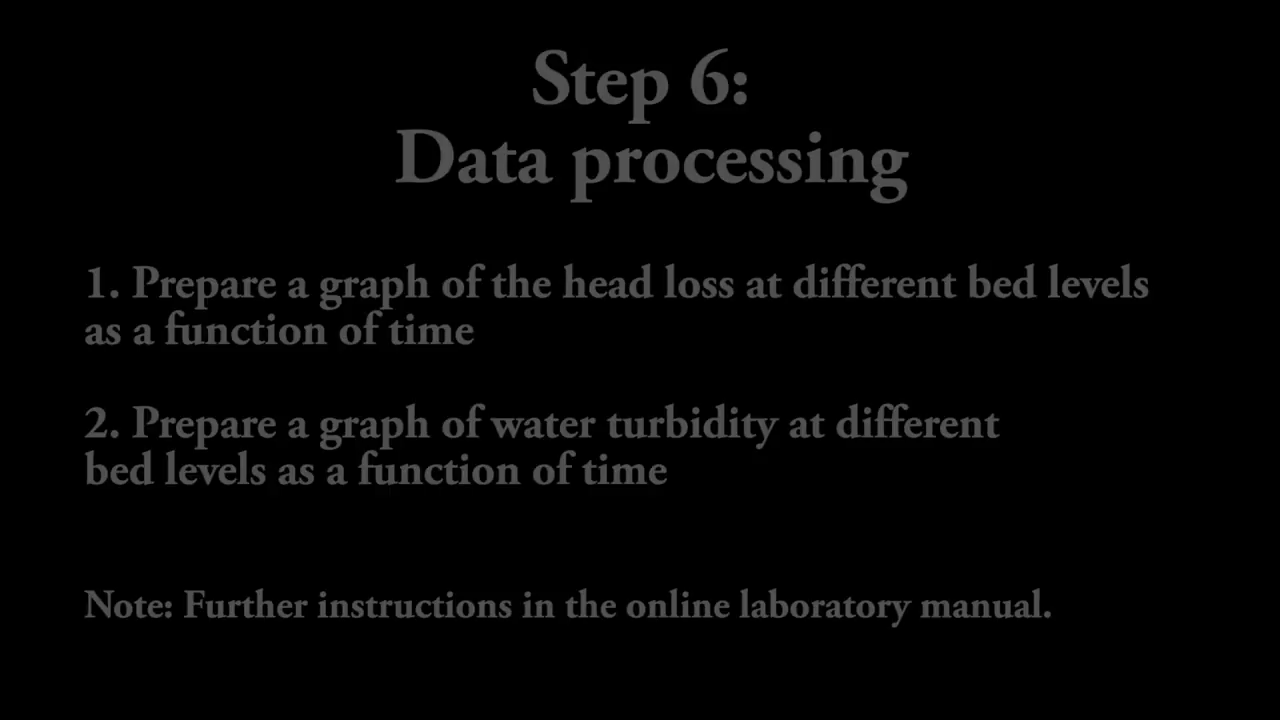 Step 6:
Data processing
1. Prepare a graph of the head loss at different bed levels
as a function of time
2. Prepare a graph of water turbidity at different
bed levels as a function of time
Note: Further instructions in the online laboratory manual.